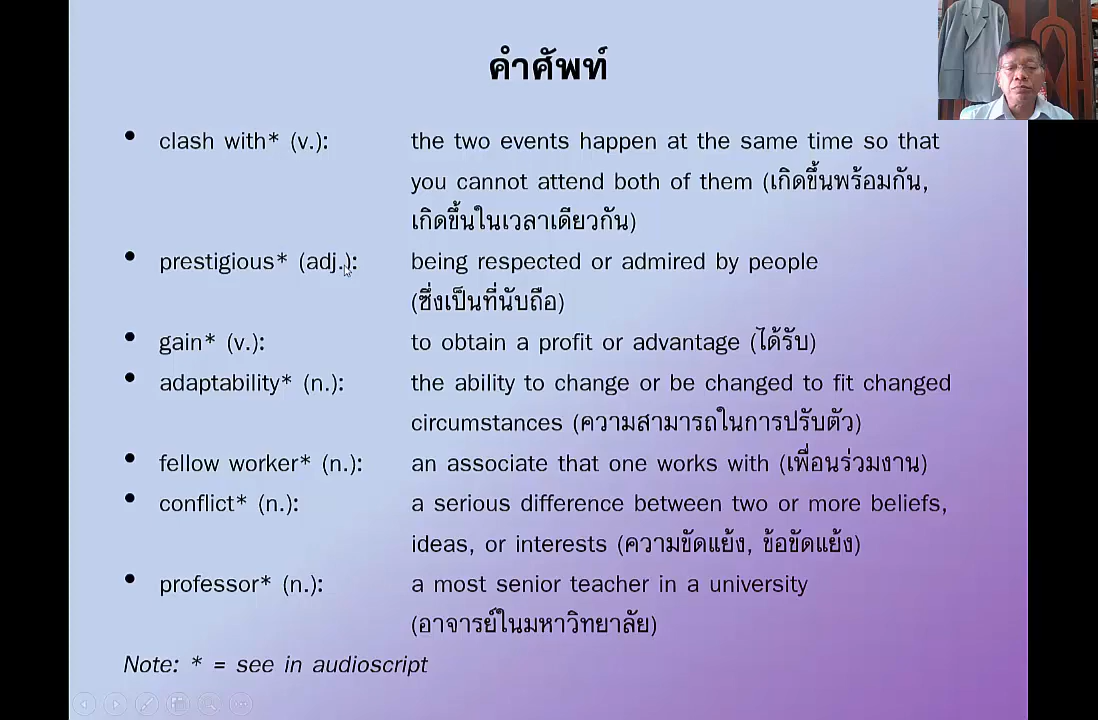 คำศัพท์
• clash with* (v.): the two events happen at the same time so that
you cannot attend both of them (เกิดขึ้นพร้อมกัน,
เกิดขึ้นในเวลาเดียวกัน)
• prestigious* (adj.): being respected or admired by people
(ซึ่งเป็นที่นับถือ)
• gain* (v.): to obtain a profit or advantage (ได้รับ)
• adaptability* (n.): the ability to change or be changed to fit changed
circumstances (ความสามารถในการปรับตัว)
• fellow worker* (n.): an associate that one works with (เพื่อนร่วมงาน)
• conflict* (n.): a serious difference between two or more beliefs,
ideas, or interests (ความขัดแย้ง, ข้อขัดแย้ง)
• professor* (n.): a most senior teacher in a university
(อาจารย์ในมหาวิทยาลัย)
Note: * = see in audioscript